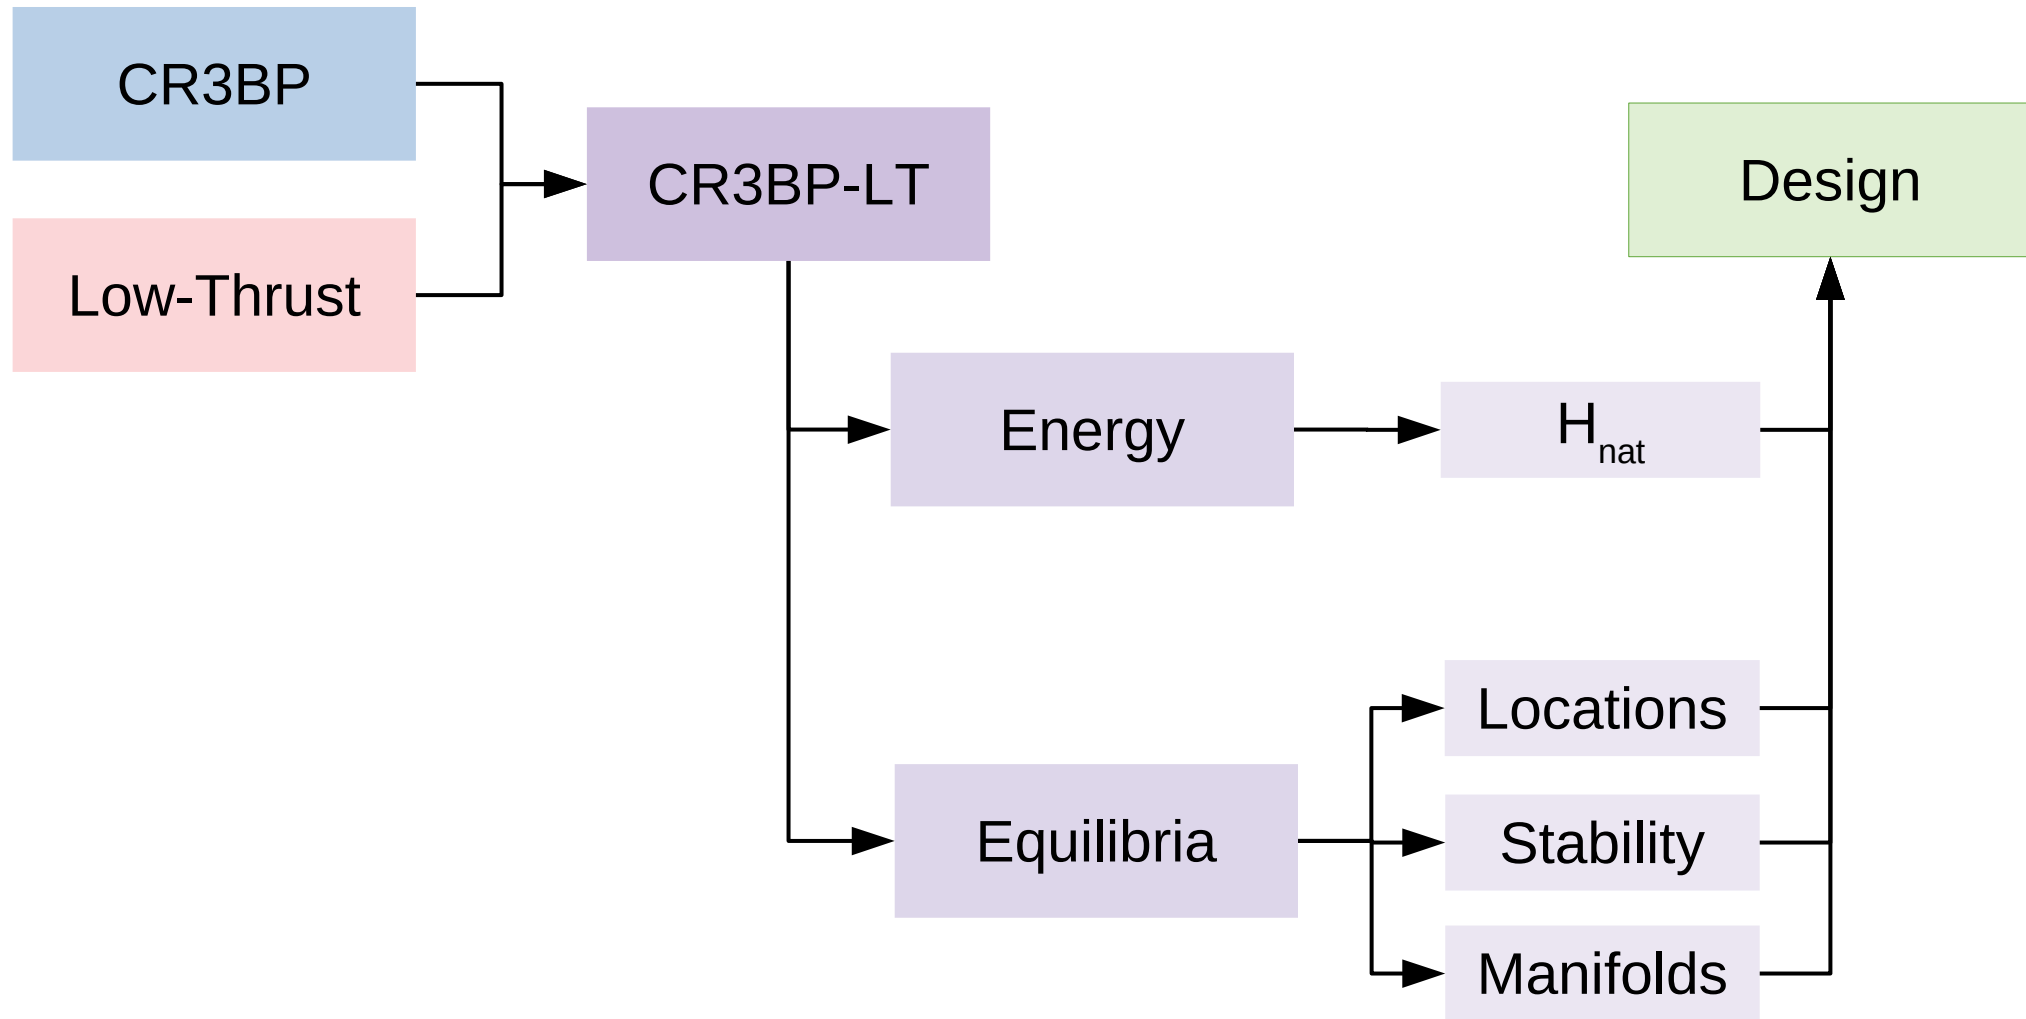 CR3BP
Low-Thrust
CR3BP-LT
Design
Energy
Hnat
Equilibria
Locations
Stability
Manifolds